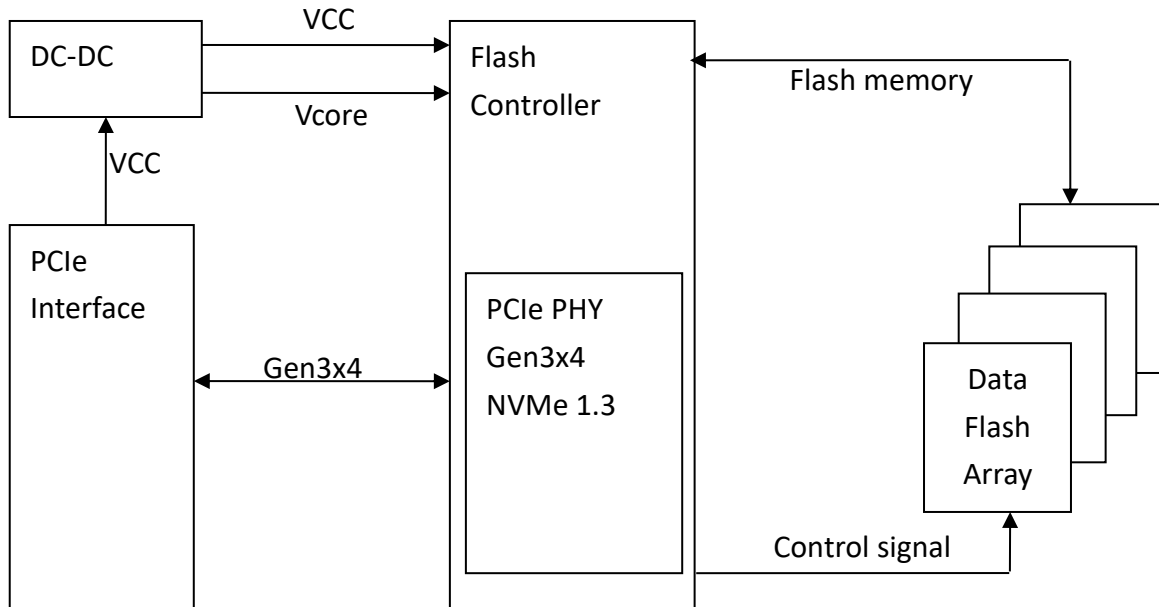 VCC
DC-DC
Flash
Controller
Flash memory
Vcore
VCC
PCIe
Interface
PCIe PHY
Gen3x4
NVMe 1.3
Gen3x4
Data
Flash
Array
Control signal